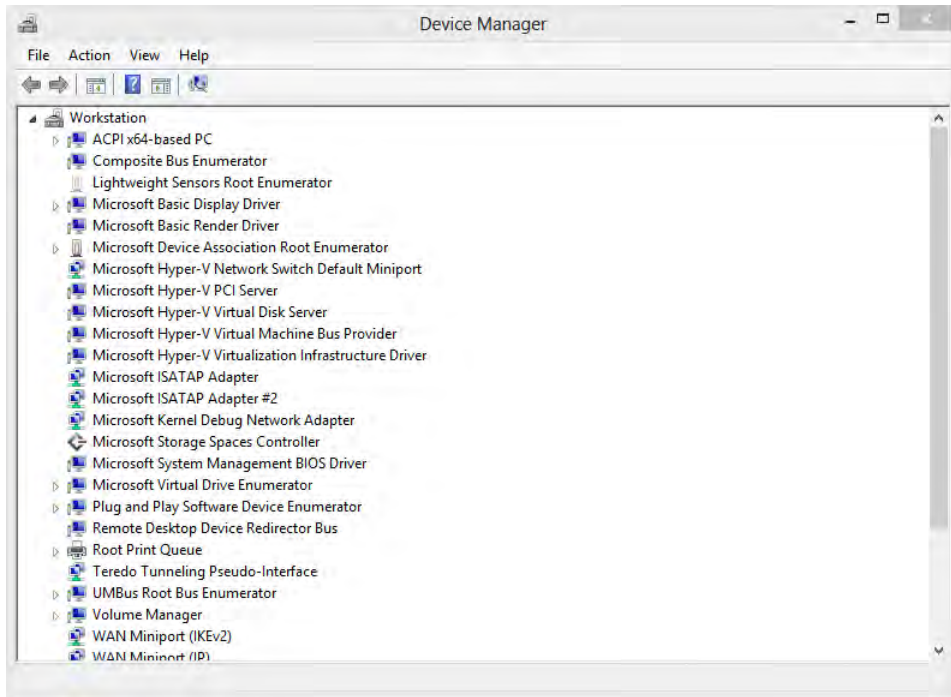 Device Manager
File Action View Help
Workstation
ACPI x64-based PC
Composite Bus Enumerator
Lightweight Sensors Root Enumerator
Microsoft Basic Display Driver
Microsoft Basic Render Driver
Microsoft Device Association Root Enumerator
Microsoft Hyper-V Network Switch Default Miniport
Microsoft Hyper-V PCI Server
Microsoft Hyper-V Virtual Disk Server
Microsoft Hyper-V Virtual Machine Bus Provider
Microsoft Hyper-V Virtualization Infrastructure Driver
Microsoft ISATAP Adapter
Microsoft ISATAP Adapter #2
Microsoft Kernel Debug Network Adapter
Microsoft Storage Spaces Controller
Microsoft System Management BIOS Driver
Microsoft Virtual Drive Enumerator
Plug and Play Software Device Enumerator
Remote Desktop Device Redirector Bus
Root Print Queue
Teredo Tunneling Pseudo-Interface
UMBus Root Bus Enumerator
Volume Manager
WAN Miniport (IKEv2)
WAN Miniport (IP)